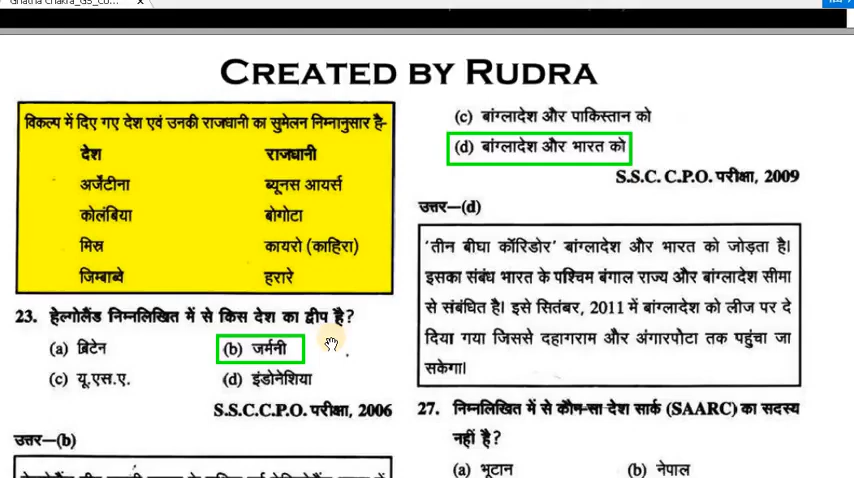 Ghatna Chakra_GS_Co...
CREATED BY RUDRA
विकल्प में दिए गए देश एवं उनकी राजधानी का सुमेलन निम्नानुसार है-
देश राजधानी
अर्जेंटीना ब्यूनस आयर्स
कोलंबिया बोगोटा
मिस्र कायरो (काहिरा)
जिम्बाब्वे हरारे
23. हेल्गोलैंड निम्नलिखित में से किस देश का द्वीप है?
(a) ब्रिटेन (b) जर्मनी
(c) यू.एस.ए. (d) इंडोनेशिया
S.S.C.C.P.O. परीक्षा, 2006
उत्तर—(b)
(c) बांग्लादेश और पाकिस्तान को
(d) बांग्लादेश और भारत को
S.S.C. C.P.O. परीक्षा, 2009
उत्तर—(d)
'तीन बीघा कॉरिडोर' बांग्लादेश और भारत को जोड़ता है।
इसका संबंध भारत के पश्चिम बंगाल राज्य और बांग्लादेश सीमा
से संबंधित है। इसे सितंबर, 2011 में बांग्लादेश को लीज पर दे
दिया गया जिससे दहाग्राम और अंगारपोटा तक पहुंचा जा
सकेगा।
27. निम्नलिखित में से कौन-सा देश सार्क (SAARC) का सदस्य
नहीं है?
(a) भूटान (b) नेपाल